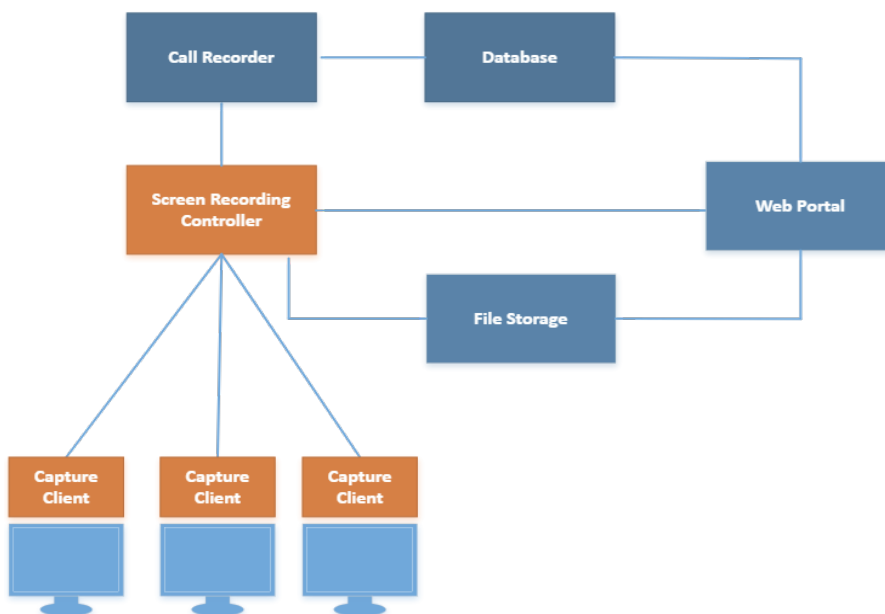 Call Recorder
Database
Screen Recording
Controller
Web Portal
File Storage
Capture
Client
Capture
Client
Capture
Client